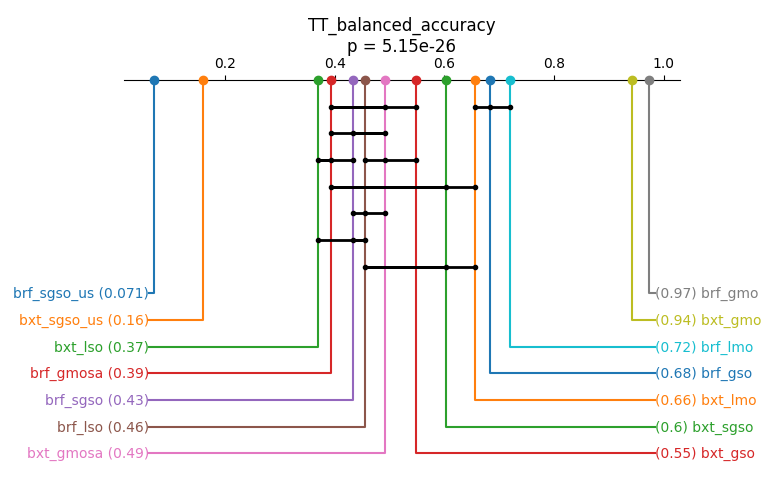 TT_balanced_accuracy
p = 5.15e-26
0.2 0.4 0.6 0.8 1.0
brf_sgso_us (0.071) (0.97) brf_gmo
bxt_sgso_us (0.16) (0.94) bxt_gmo
bxt_lso (0.37) (0.72) brf_lmo
brf_gmosa (0.39) (0.68) brf_gso
brf_sgso (0.43) (0.66) bxt_lmo
brf_lso (0.46) (0.6) bxt_sgso
bxt_gmosa (0.49) (0.55) bxt_gso